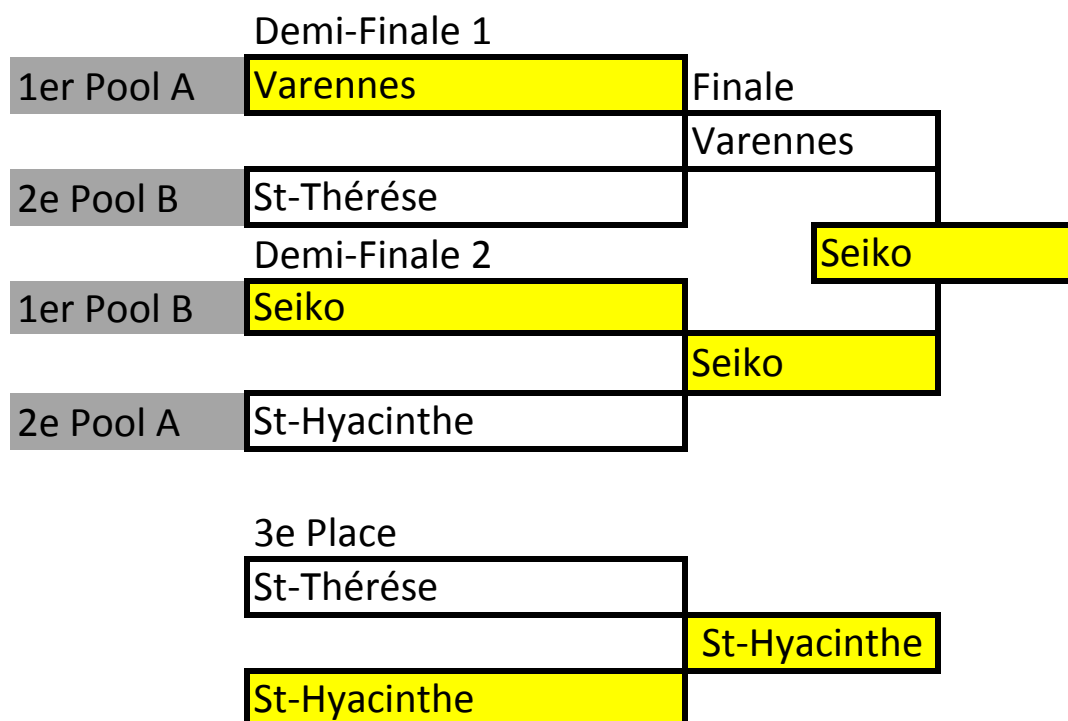 Demi-Finale 1
1er Pool A Varennes Finale
Varennes
2e Pool B St-Thérése
Demi-Finale 2 Seiko
1er Pool B Seiko
Seiko
2e Pool A St-Hyacinthe
3e Place
St-Thérése
St-Hyacinthe
St-Hyacinthe